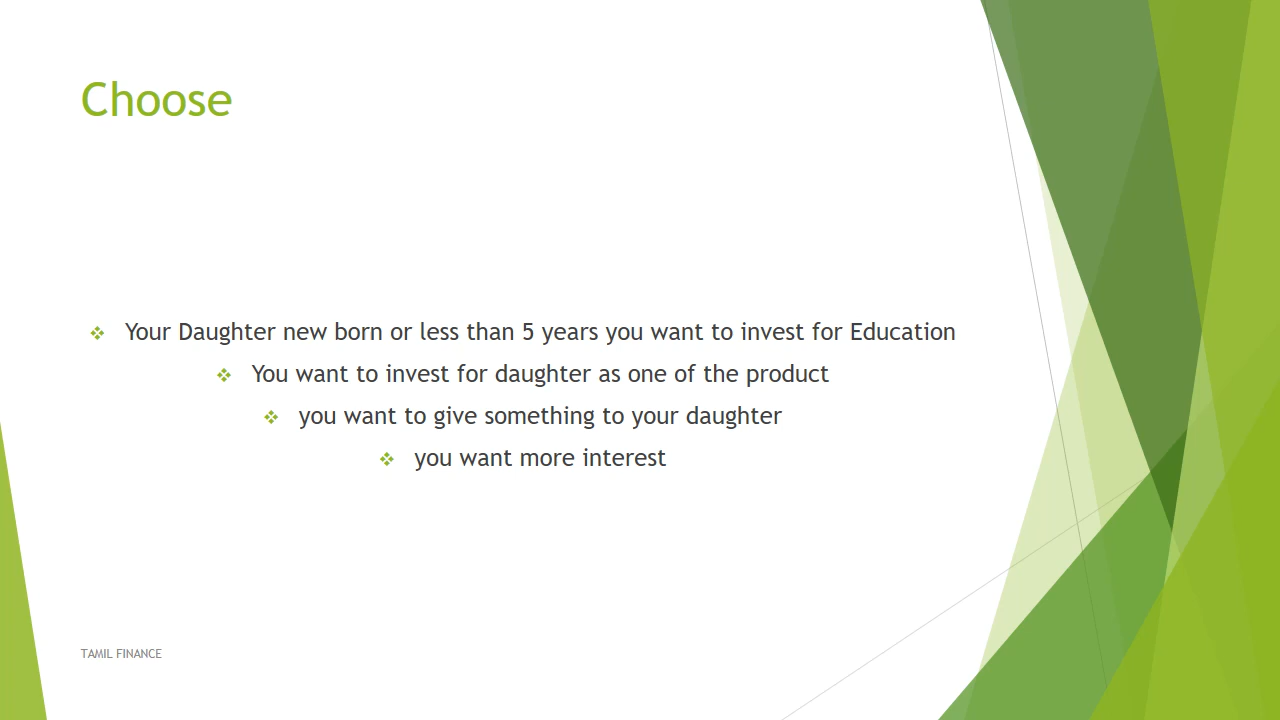 Choose
Your Daughter new born or less than 5 years you want to invest for Education
You want to invest for daughter as one of the product
you want to give something to your daughter
you want more interest
TAMIL FINANCE